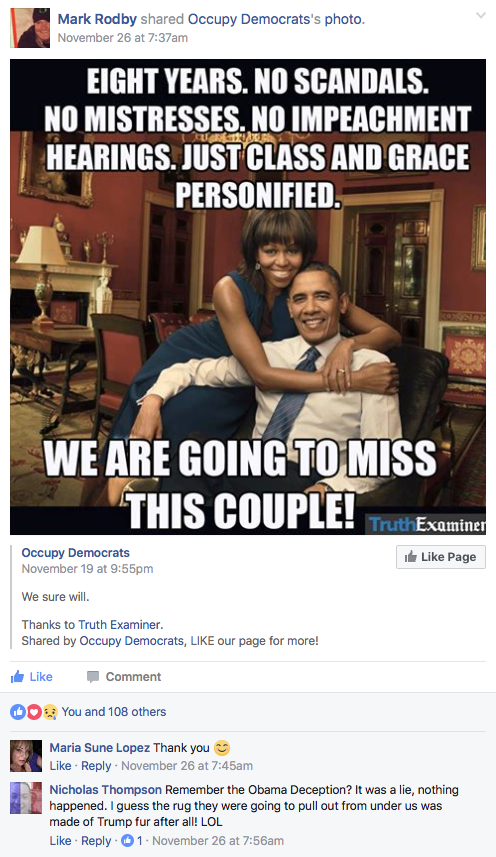 Mark Rodby shared Occupy Democrats's photo.
November 26 at 7:37am
EIGHT YEARS. NO SCANDALS.
NO MISTRESSES. NO IMPEACHMENT
HEARINGS. JUST CLASS AND GRACE
PERSONIFIED.
WE ARE GOING TO MISS
THIS COUPLE!
TruthExaminer
Occupy Democrats
November 19 at 9:55pm
Like Page
We sure will.
Thanks to Truth Examiner.
Shared by Occupy Democrats, LIKE our page for more!
Like Comment
You and 108 others
Maria Sune Lopez Thank you 😊
Like · Reply · November 26 at 7:45am
Nicholas Thompson Remember the Obama Deception? It was a lie, nothing
happened. I guess the rug they were going to pull out from under us was
made of Trump fur after all! LOL
Like · Reply · 1 · November 26 at 7:56am